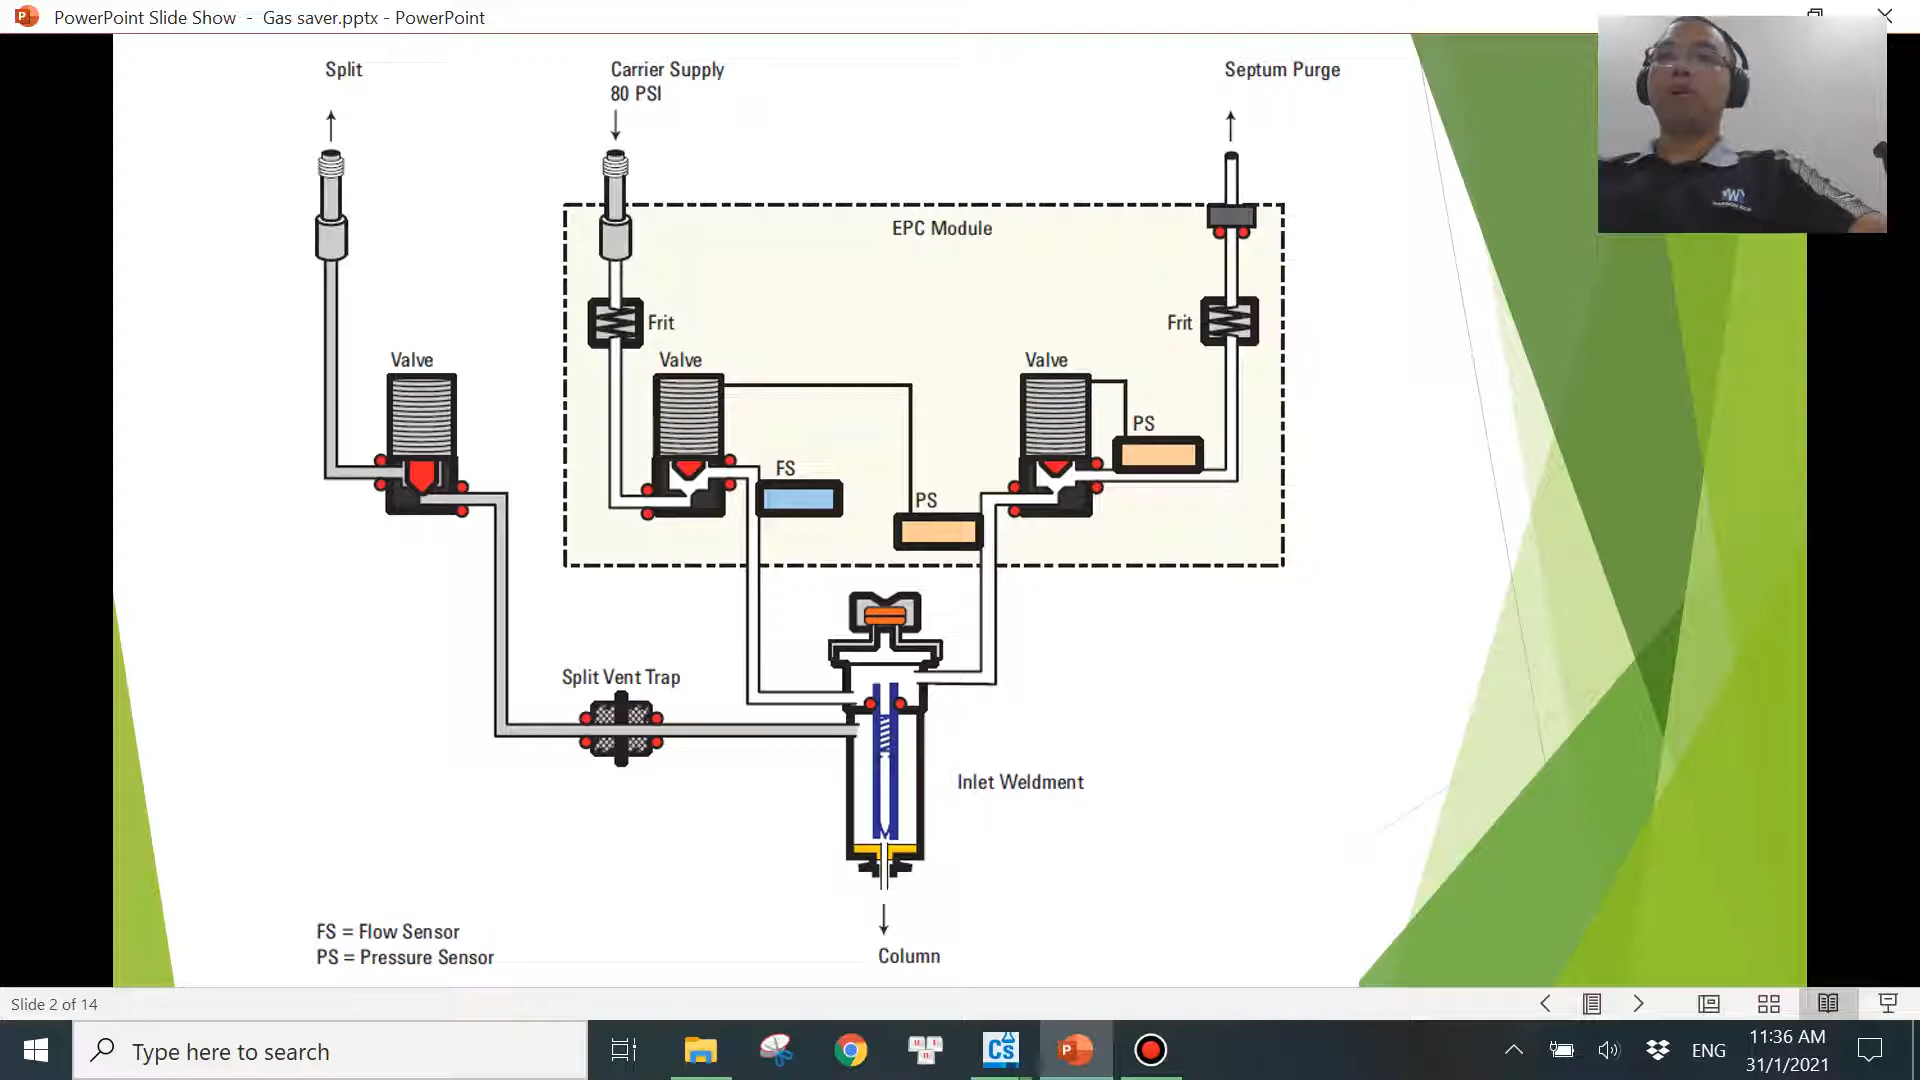 PowerPoint Slide Show - Gas saver.pptx - PowerPoint
Split
Carrier Supply
80 PSI
Septum Purge
EPC Module
Frit
Frit
Valve
Valve
Valve
PS
FS
PS
Split Vent Trap
Inlet Weldment
FS = Flow Sensor
PS = Pressure Sensor
Column
Slide 2 of 14
Type here to search
Cs
P
ENG
11:36 AM
31/1/2021